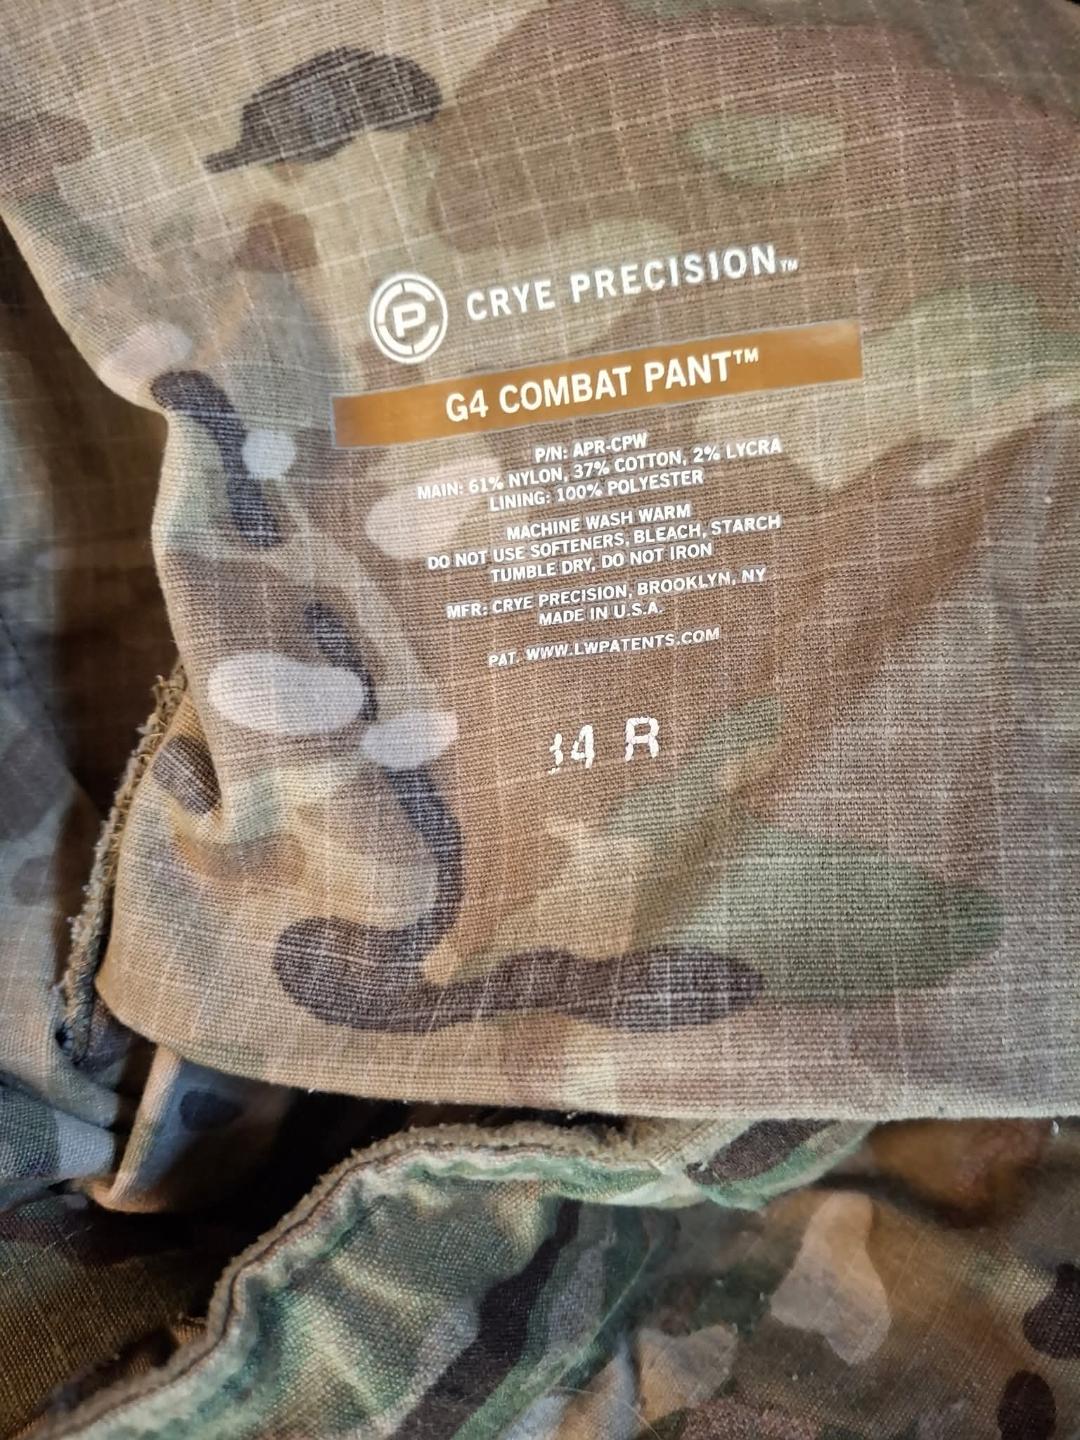 CRYE PRECISION™
G4 COMBAT PANT™
P/N: APR-CPW
MAIN: 61% NYLON, 37% COTTON, 2% LYCRA
LINING: 100% POLYESTER
MACHINE WASH WARM
DO NOT USE SOFTENERS, BLEACH, STARCH
TUMBLE DRY, DO NOT IRON
MFR: CRYE PRECISION, BROOKLYN, NY
MADE IN U.S.A.
PAT. WWW.LWPATENTS.COM
34 R